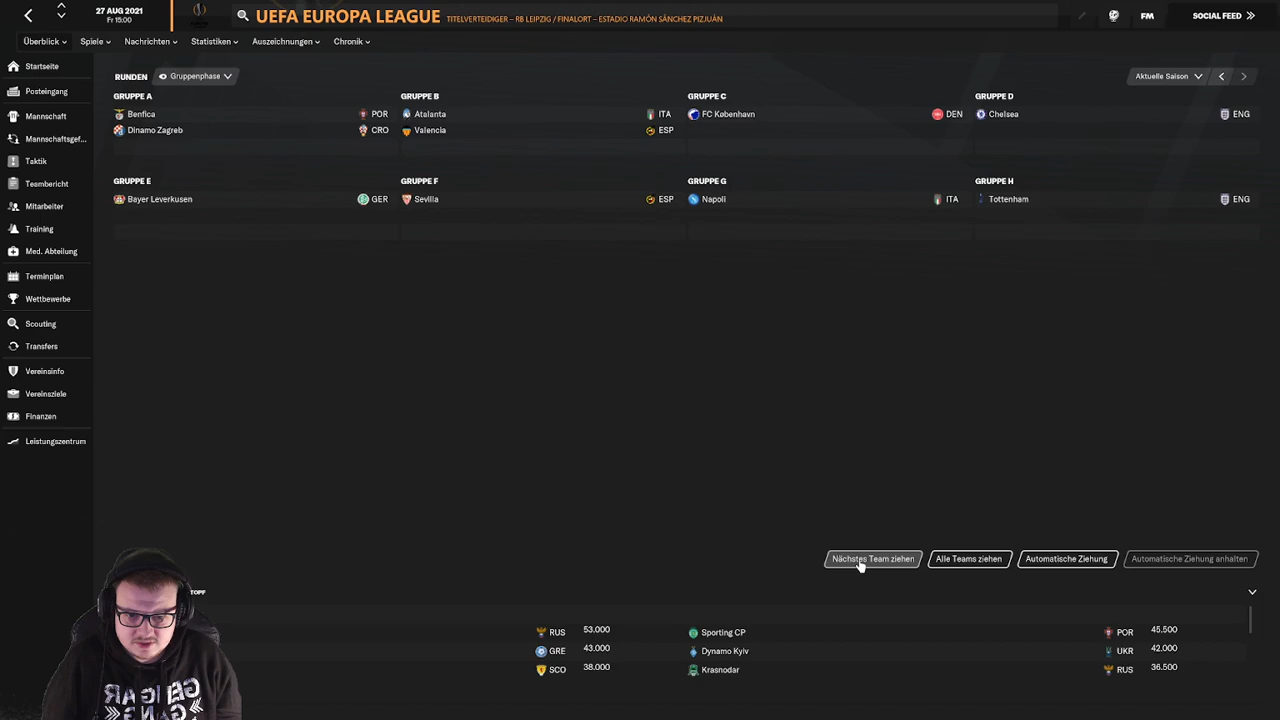 27 AUG 2021
Fr 15:00
UEFA EUROPA LEAGUE TITELVERTEIDIGER – RB LEIPZIG / FINALORT – ESTADIO RAMÓN SÁNCHEZ PIZJUÁN
FM
SOCIAL FEED
Überblick Spiele Nachrichten Statistiken Auszeichnungen Chronik
Startseite
Posteingang
Mannschaft
Mannschaftsgef...
Taktik
Teambericht
Mitarbeiter
Training
Med. Abteilung
Terminplan
Wettbewerbe
Scouting
Transfers
Vereinsinfo
Vereinsziele
Finanzen
Leistungszentrum
RUNDEN Gruppenphase Aktuelle Saison
GRUPPE A GRUPPE B GRUPPE C GRUPPE D
Benfica POR Atalanta ITA FC København DEN Chelsea ENG
Dinamo Zagreb CRO Valencia ESP
GRUPPE E GRUPPE F GRUPPE G GRUPPE H
Bayer Leverkusen GER Sevilla ESP Napoli ITA Tottenham ENG
Nächstes Team ziehen Alle Teams ziehen Automatische Ziehung Automatische Ziehung anhalten
TOPF
RUS 53.000 Sporting CP POR 45.500
GRE 43.000 Dynamo Kyiv UKR 42.000
SCO 38.000 Krasnodar RUS 36.500